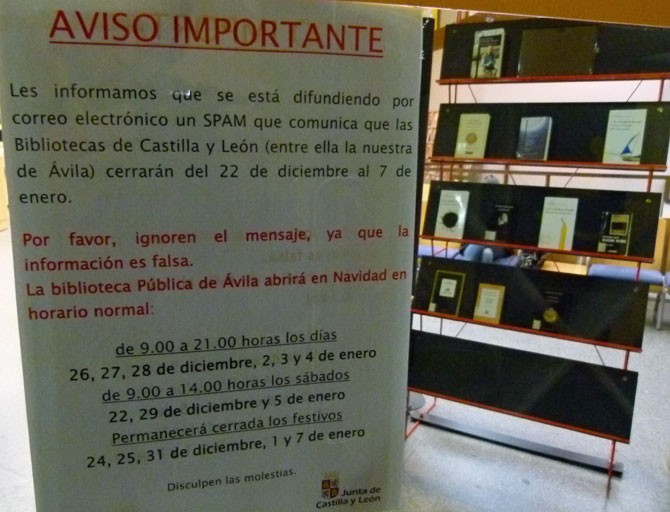 AVISO IMPORTANTE
Les informamos que se está difundiendo por
correo electrónico un SPAM que comunica que las
Bibliotecas de Castilla y León (entre ella la nuestra
de Ávila) cerrarán del 22 de diciembre al 7 de
enero.
Por favor, ignoren el mensaje, ya que la
información es falsa.
La biblioteca Pública de Ávila abrirá en Navidad en
horario normal:
de 9.00 a 21.00 horas los días
26, 27, 28 de diciembre, 2, 3 y 4 de enero
de 9.00 a 14.00 horas los sábados
22, 29 de diciembre y 5 de enero
Permanecerá cerrada los festivos
24, 25, 31 de diciembre, 1 y 7 de enero
Disculpen las molestias.
Junta de
Castilla y León